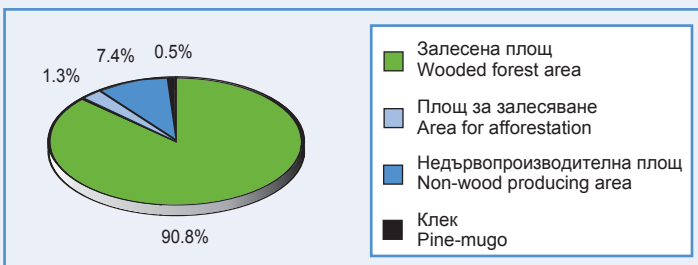 7.4%
0.5%
1.3%
90.8%
Залесена площ
Wooded forest area
Площ за залесяване
Area for afforestation
Недървопроизводителна площ
Non-wood producing area
Клек
Pine-mugo